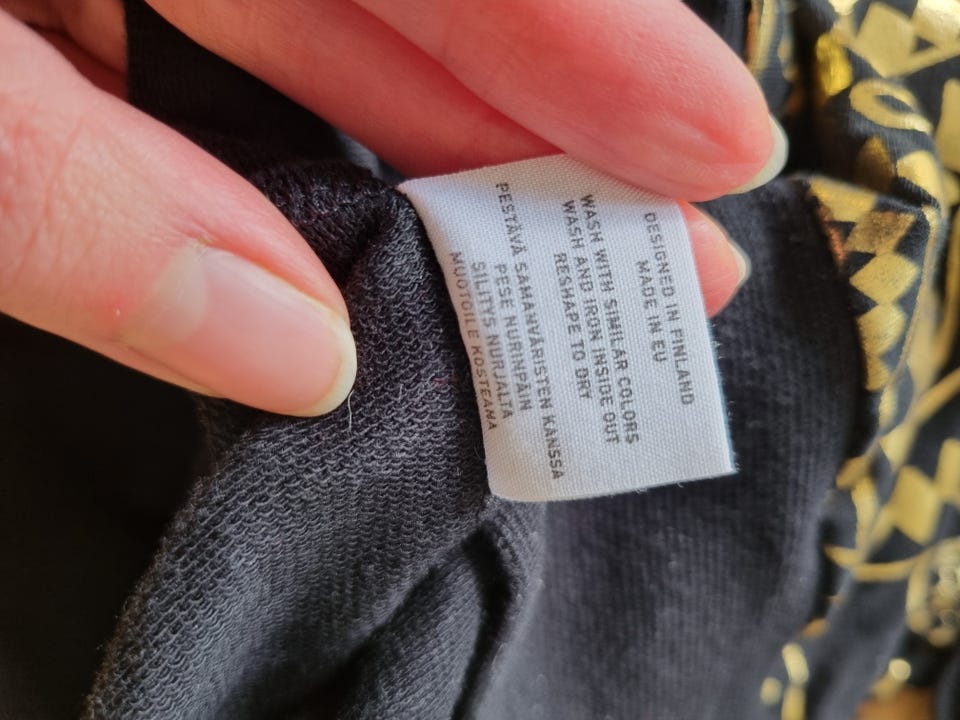 DESIGNED IN FINLAND
MADE IN EU
WASH WITH SIMILAR COLORS
WASH AND IRON INSIDE OUT
RESHAPE TO DRY
PESTÄVÄ SAMANVÄRISTEN KANSSA
PESE NURINPÄIN
SILITYS NURJALTA
MUOTOILE KOSTEANA